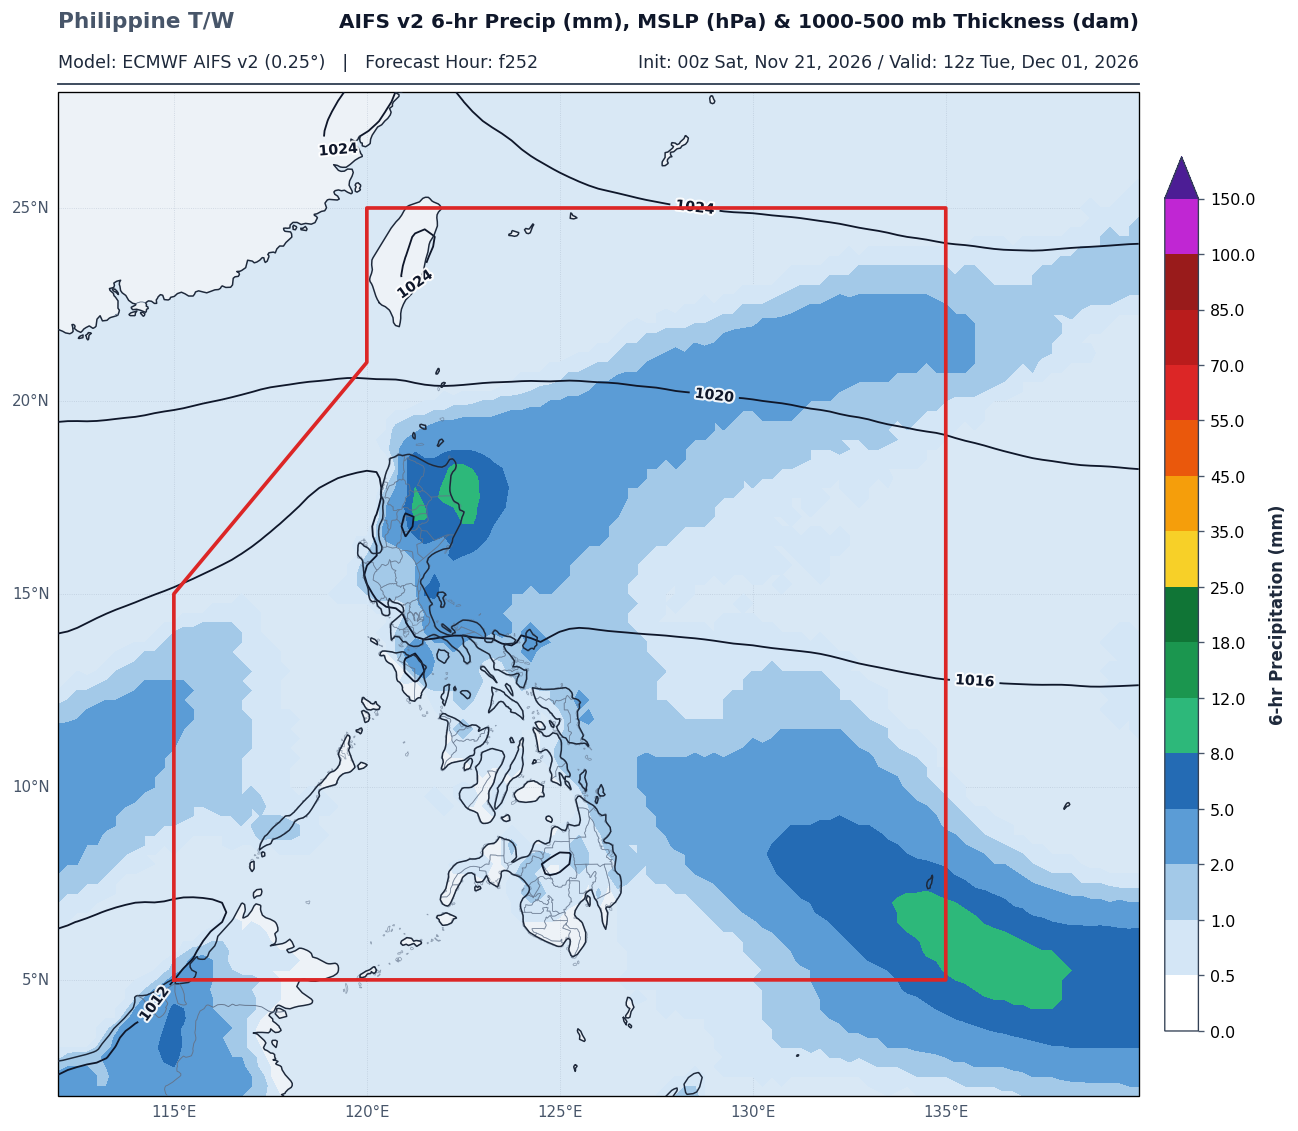 Philippine T/W
AIFS v2 6-hr Precip (mm), MSLP (hPa) & 1000-500 mb Thickness (dam)
Model: ECMWF AIFS v2 (0.25°) | Forecast Hour: f252
Init: 00z Sat, Nov 21, 2026 / Valid: 12z Tue, Dec 01, 2026
1024
1024
1024
1020
1016
1012
25°N
20°N
15°N
10°N
5°N
115°E
120°E
125°E
130°E
135°E
150.0
100.0
85.0
70.0
55.0
45.0
35.0
25.0
18.0
12.0
8.0
5.0
2.0
1.0
0.5
0.0
6-hr Precipitation (mm)